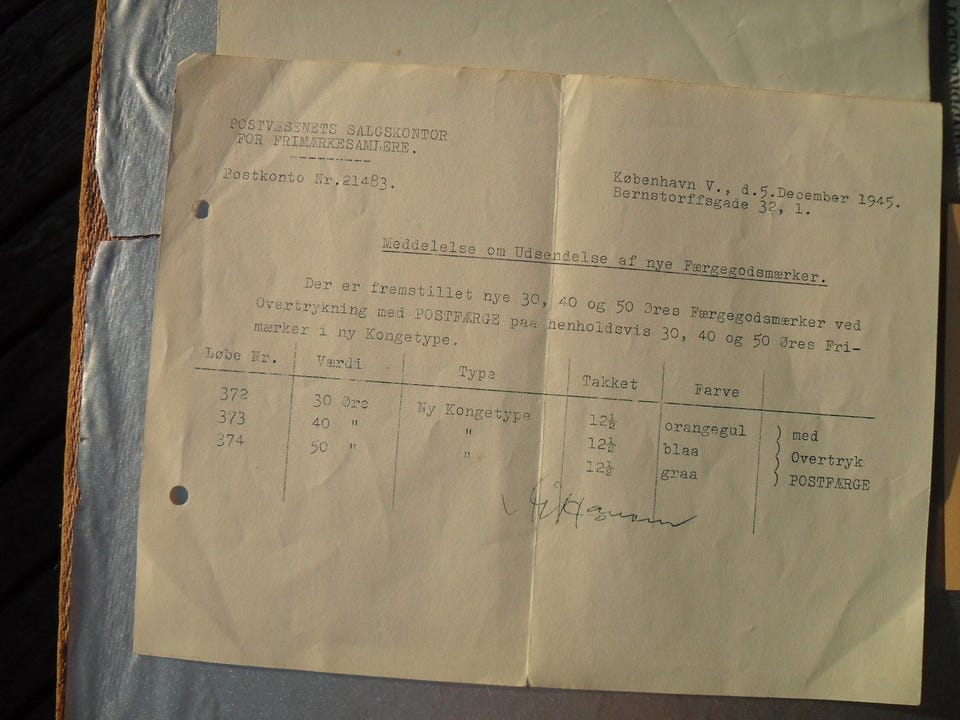 POSTVÆSENETS SALGSKONTOR
FOR FRIMÆRKESAMLERE.
Postkonto Nr.21483.
København V., d.5.December 1945.
Bernstorffsgade 32, 1.
Meddelelse om Udsendelse af nye Færgegodsmærker.
Der er fremstillet nye 30, 40 og 50 Øres Færgegodsmærker ved
Overtrykning med POSTFÆRGE paa henholdsvis 30, 40 og 50 Øres Fri-
mærker i ny Kongetype.
Løbe Nr. Værdi Type Takket Farve
372 30 Øre Ny Kongetype 12½ orangegul ) med
373 40 " " 12½ blaa ) Overtryk
374 50 " " 12½ graa ) POSTFÆRGE